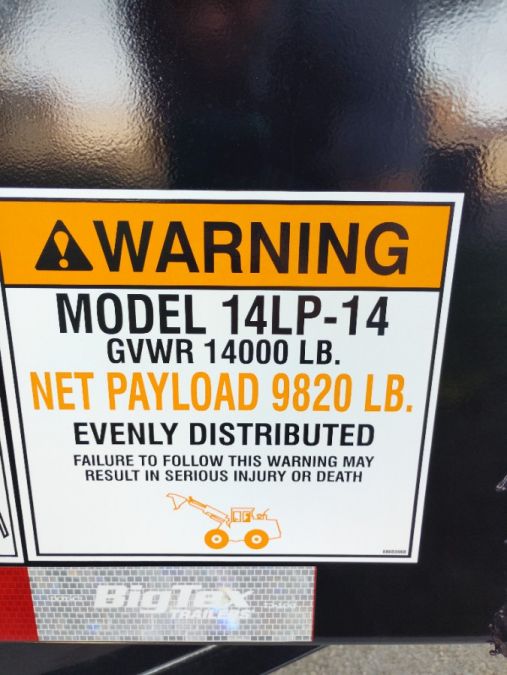 WARNING
MODEL 14LP-14
GVWR 14000 LB.
NET PAYLOAD 9820 LB.
EVENLY DISTRIBUTED
FAILURE TO FOLLOW THIS WARNING MAY
RESULT IN SERIOUS INJURY OR DEATH
BigTex
TRAILERS